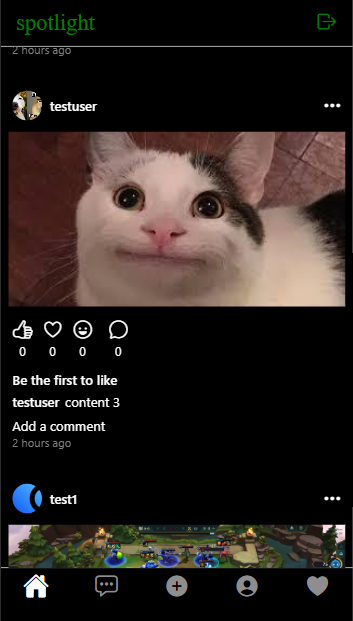 spotlight
2 hours ago
testuser
0 0 0 0
Be the first to like
testuser content 3
Add a comment
2 hours ago
test1